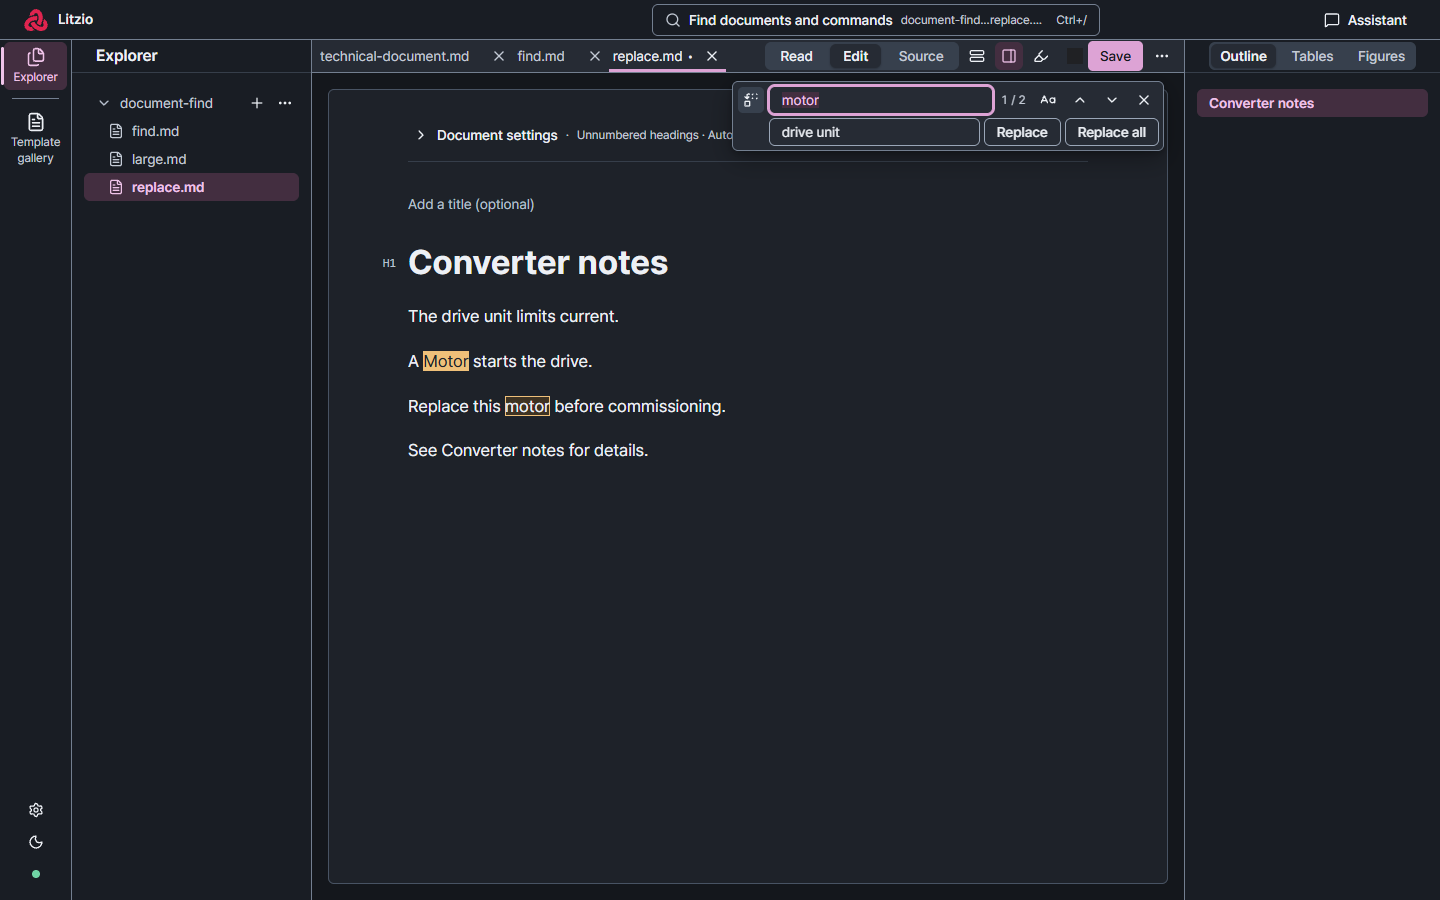 Litzio
Find documents and commands document-find...replace.... Ctrl+/
Assistant
Explorer
Template gallery
Explorer
document-find
find.md
large.md
replace.md
technical-document.md
find.md
replace.md •
Read Edit Source
Save
motor
1 / 2
Aa
drive unit
Replace
Replace all
Document settings · Unnumbered headings · Auto
Add a title (optional)
H1 Converter notes
The drive unit limits current.
A Motor starts the drive.
Replace this motor before commissioning.
See Converter notes for details.
Outline Tables Figures
Converter notes